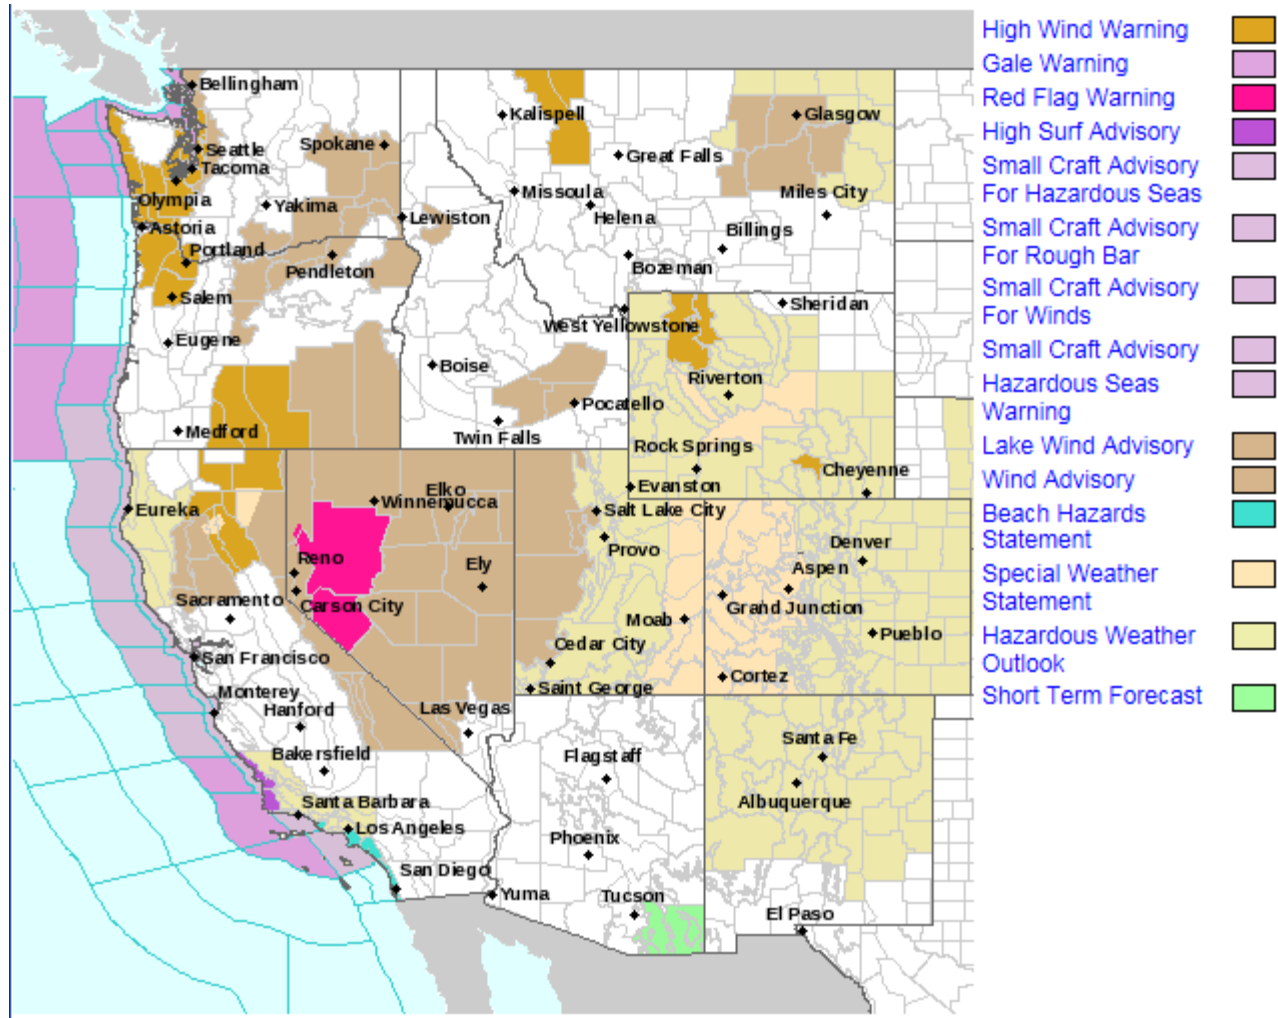 High Wind Warning
Gale Warning
Red Flag Warning
High Surf Advisory
Small Craft Advisory
For Hazardous Seas
Small Craft Advisory
For Rough Bar
Small Craft Advisory
For Winds
Small Craft Advisory
Hazardous Seas
Warning
Lake Wind Advisory
Wind Advisory
Beach Hazards
Statement
Special Weather
Statement
Hazardous Weather
Outlook
Short Term Forecast
Bellingham
Seattle
Tacoma
Olympia
Spokane
Yakima
Astoria
Portland
Pendleton
Salem
Eugene
Medford
Lewiston
Kalispell
Great Falls
Glasgow
Missoula
Helena
Miles City
Billings
Bozeman
West Yellowstone
Sheridan
Boise
Pocatello
Twin Falls
Riverton
Rock Springs
Cheyenne
Evanston
Eureka
Elko
Winnemucca
Reno
Ely
Carson City
Sacramento
San Francisco
Monterey
Hanford
Las Vegas
Bakersfield
Santa Barbara
Los Angeles
San Diego
Salt Lake City
Provo
Moab
Cedar City
Saint George
Denver
Aspen
Grand Junction
Pueblo
Cortez
Flagstaff
Phoenix
Yuma
Tucson
Santa Fe
Albuquerque
El Paso